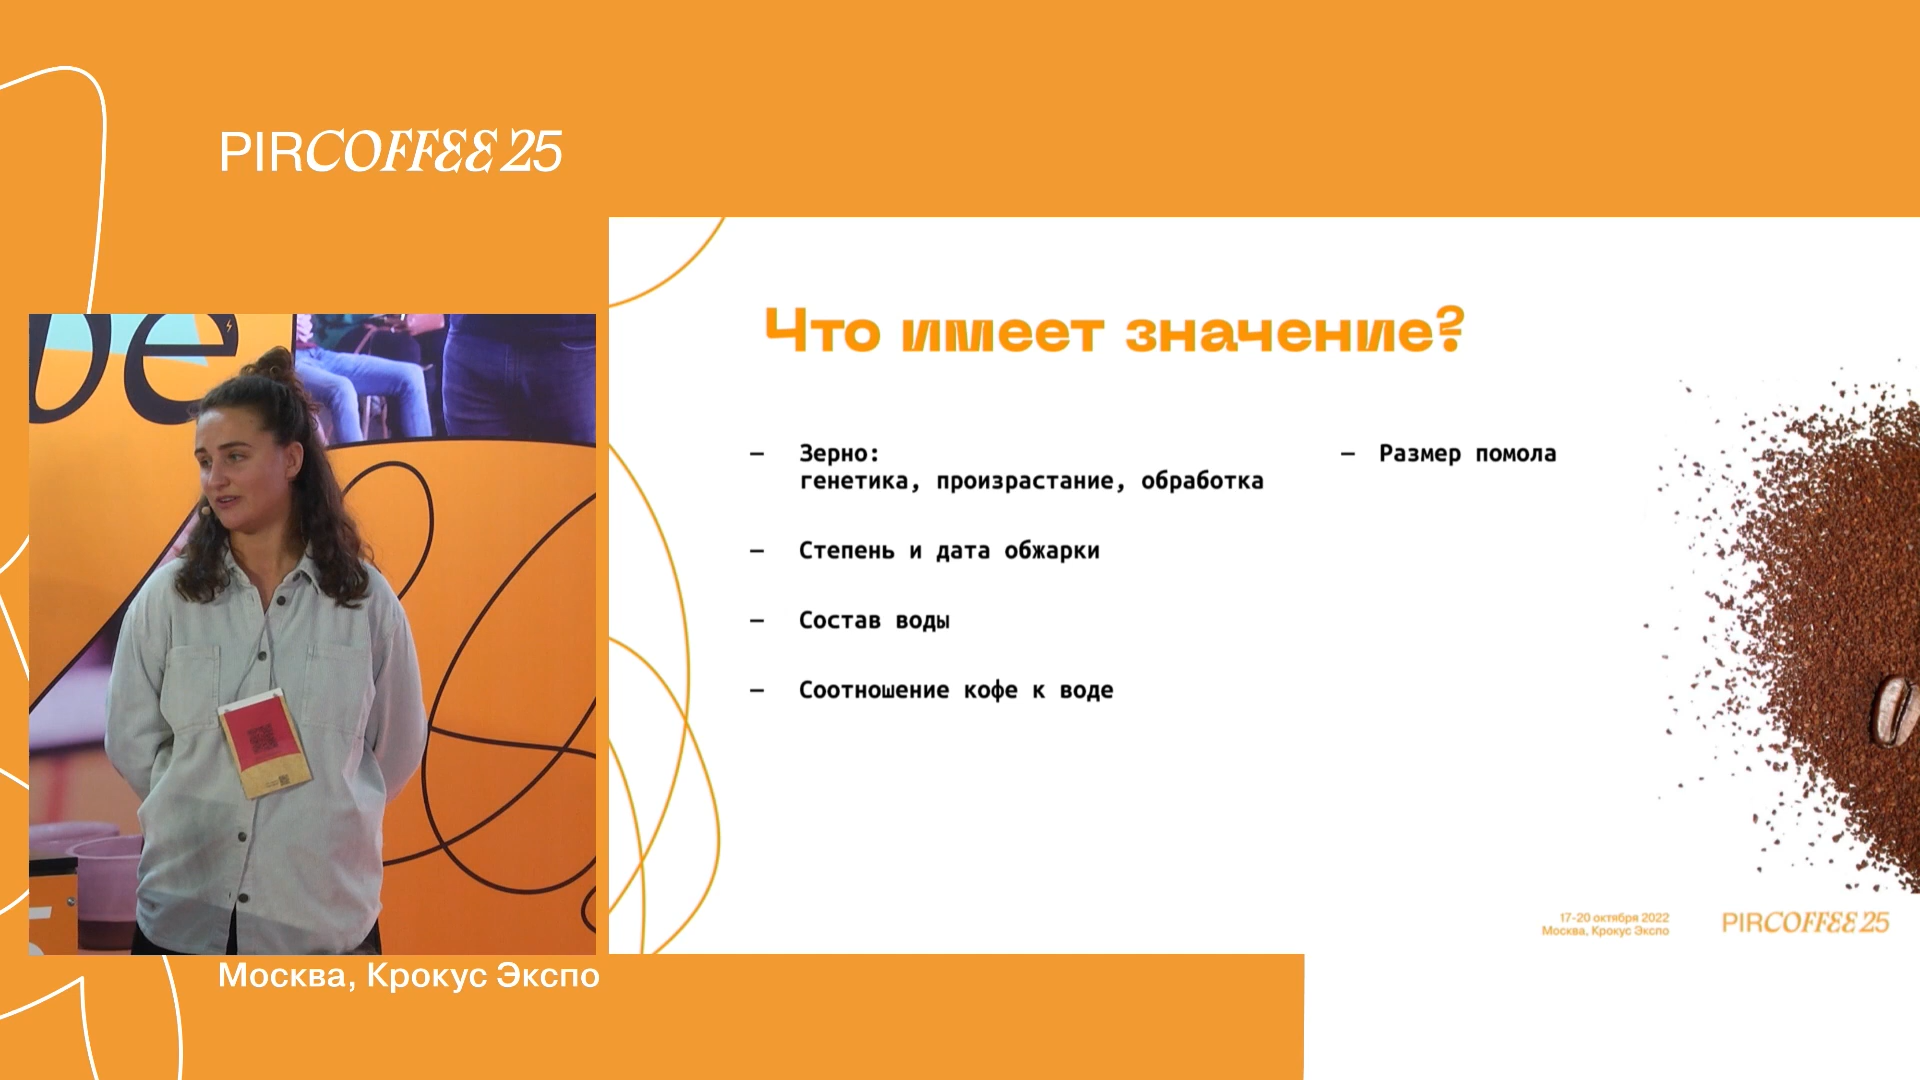 PIRCOFFEE 25
be
Что имеет значение?
– Зерно:
генетика, произрастание, обработка
– Степень и дата обжарки
– Состав воды
– Соотношение кофе к воде
– Размер помола
17-20 октября 2022
Москва, Крокус Экспо
PIRCOFFEE 25
Москва, Крокус Экспо